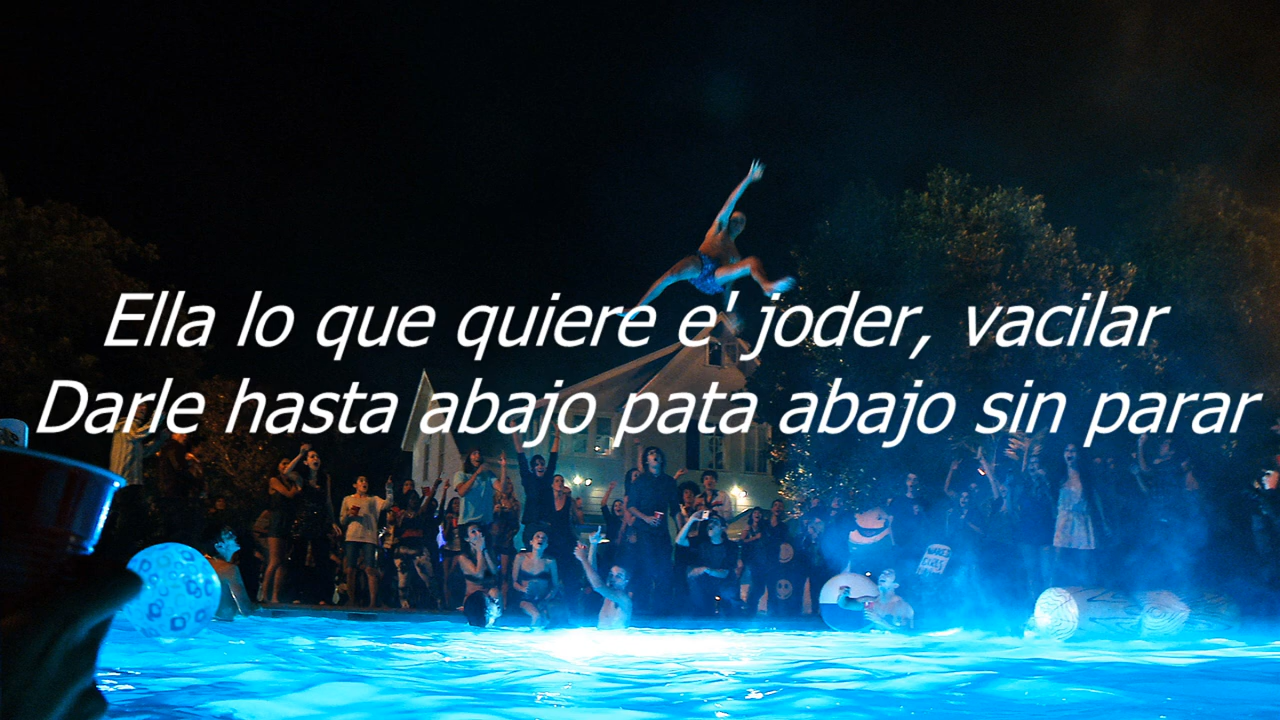 Ella lo que quiere e' joder, vacilar
Darle hasta abajo pata abajo sin parar